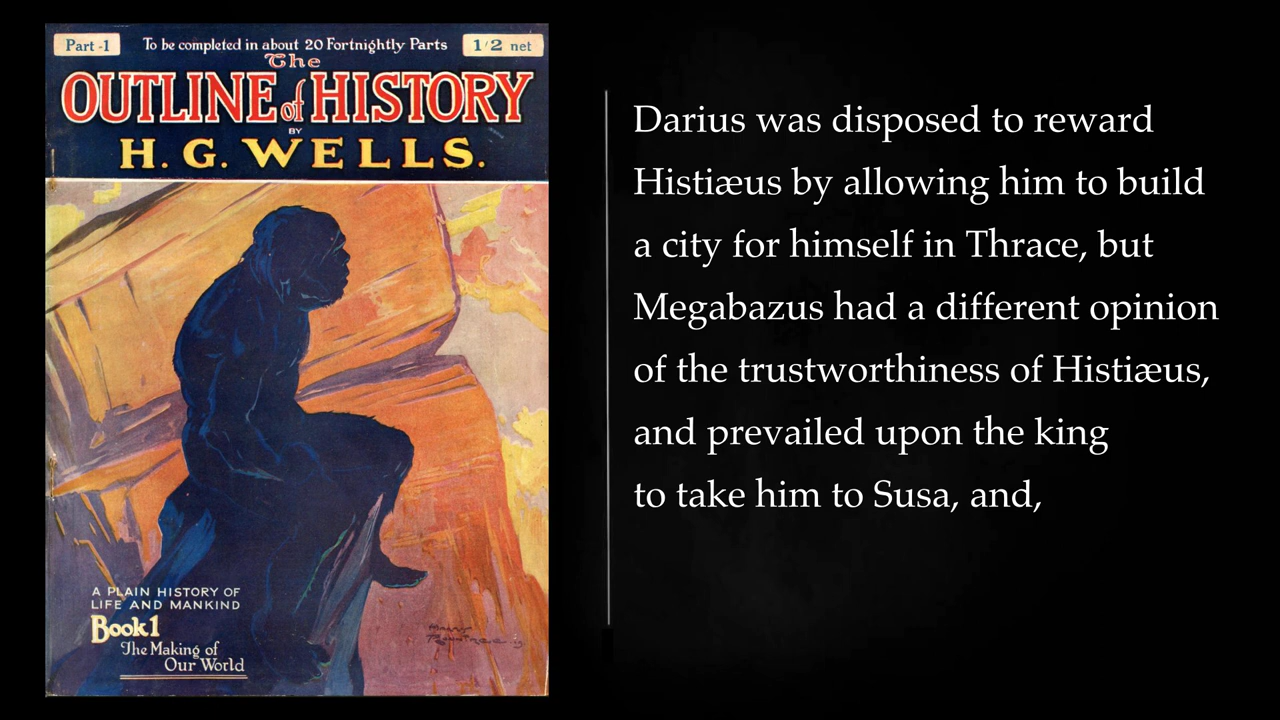 Part -1
To be completed in about 20 Fortnightly Parts
1/2 net
The
OUTLINE of HISTORY
BY
H. G. WELLS.
A PLAIN HISTORY OF
LIFE AND MANKIND
Book 1
The Making of
Our World
Darius was disposed to reward
Histiæus by allowing him to build
a city for himself in Thrace, but
Megabazus had a different opinion
of the trustworthiness of Histiæus,
and prevailed upon the king
to take him to Susa, and,